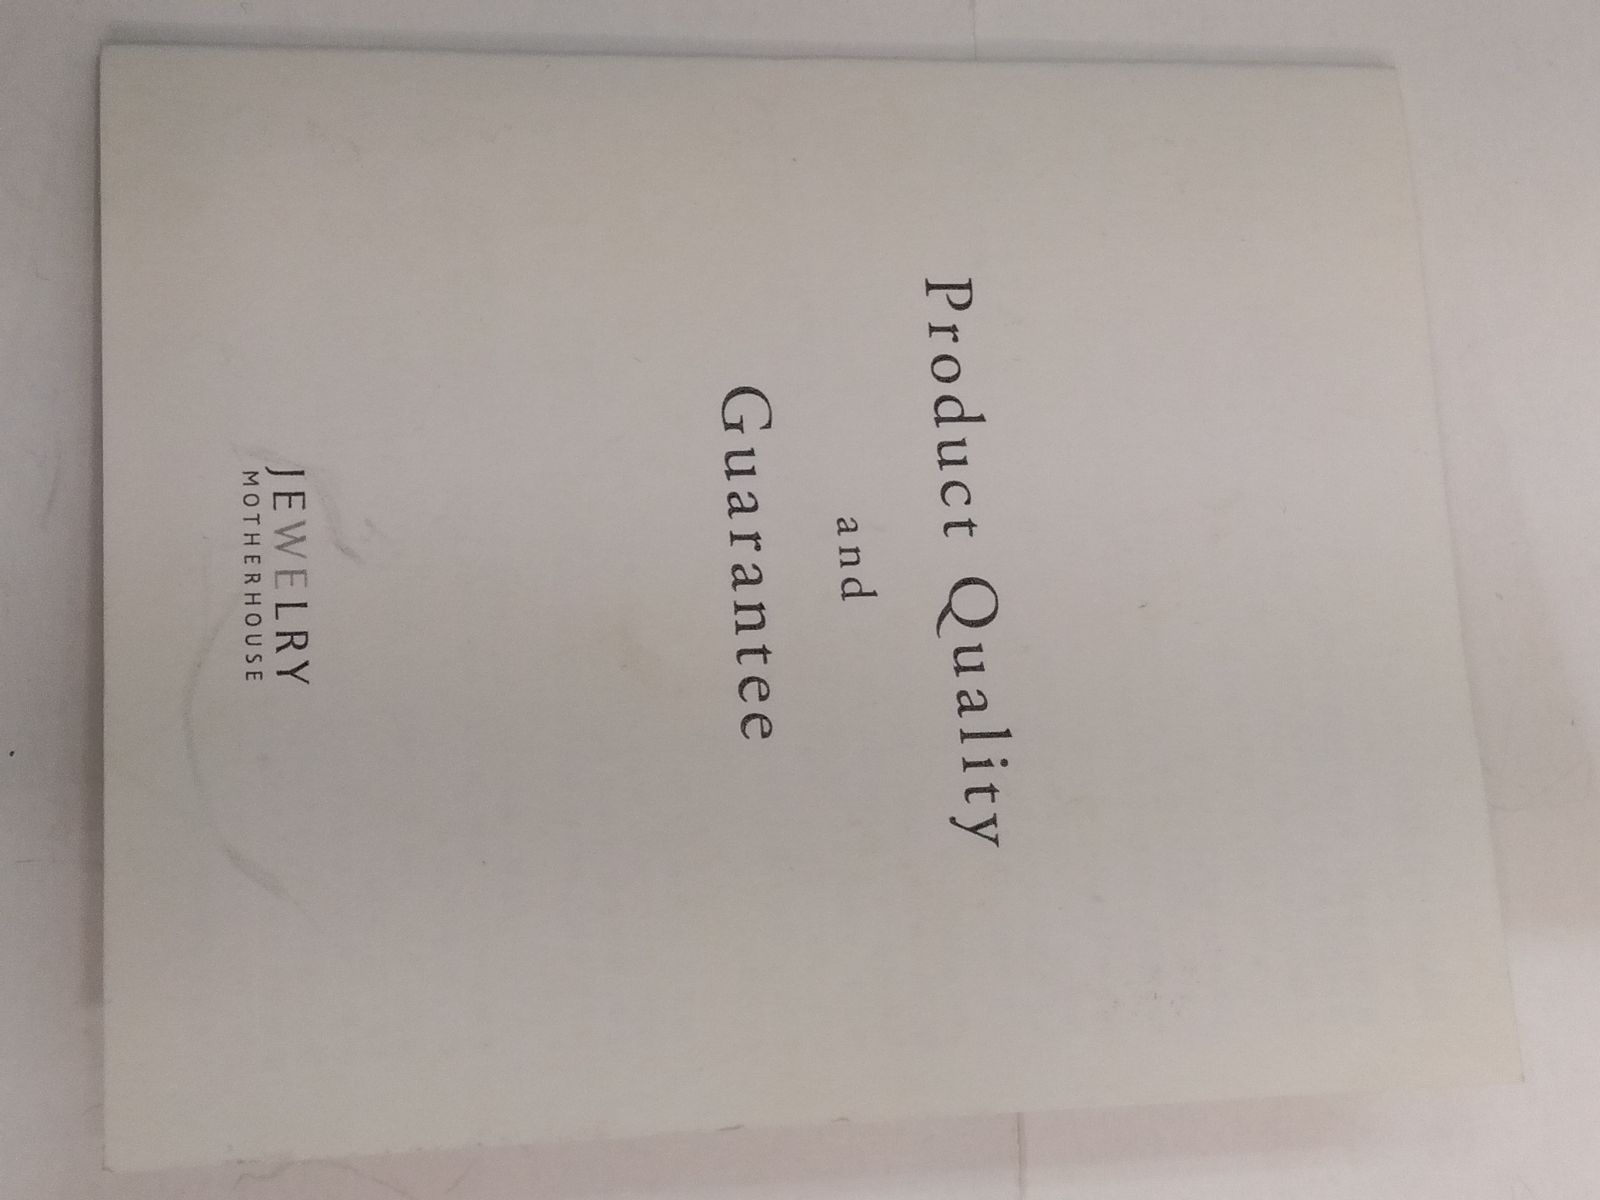 Product Quality
and
Guarantee
JEWELRY
MOTHERHOUSE